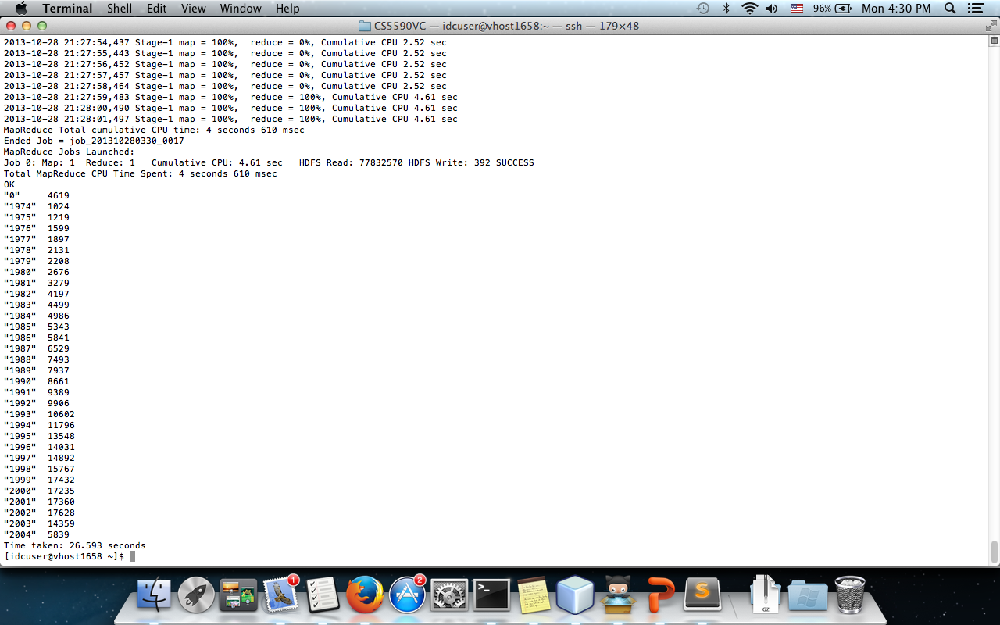 Terminal Shell Edit View Window Help 96% Mon 4:30 PM
CS5590VC — idcuser@vhost1658:~ — ssh — 179×48
2013-10-28 21:27:54,437 Stage-1 map = 100%,  reduce = 0%, Cumulative CPU 2.52 sec
2013-10-28 21:27:55,443 Stage-1 map = 100%,  reduce = 0%, Cumulative CPU 2.52 sec
2013-10-28 21:27:56,452 Stage-1 map = 100%,  reduce = 0%, Cumulative CPU 2.52 sec
2013-10-28 21:27:57,457 Stage-1 map = 100%,  reduce = 0%, Cumulative CPU 2.52 sec
2013-10-28 21:27:58,464 Stage-1 map = 100%,  reduce = 0%, Cumulative CPU 2.52 sec
2013-10-28 21:27:59,483 Stage-1 map = 100%,  reduce = 100%, Cumulative CPU 4.61 sec
2013-10-28 21:28:00,490 Stage-1 map = 100%,  reduce = 100%, Cumulative CPU 4.61 sec
2013-10-28 21:28:01,497 Stage-1 map = 100%,  reduce = 100%, Cumulative CPU 4.61 sec
MapReduce Total cumulative CPU time: 4 seconds 610 msec
Ended Job = job_201310280330_0017
MapReduce Jobs Launched:
Job 0: Map: 1  Reduce: 1   Cumulative CPU: 4.61 sec   HDFS Read: 77832570 HDFS Write: 392 SUCCESS
Total MapReduce CPU Time Spent: 4 seconds 610 msec
OK
"0"     4619
"1974"  1024
"1975"  1219
"1976"  1599
"1977"  1897
"1978"  2131
"1979"  2208
"1980"  2676
"1981"  3279
"1982"  4197
"1983"  4499
"1984"  4986
"1985"  5343
"1986"  5841
"1987"  6529
"1988"  7493
"1989"  7937
"1990"  8661
"1991"  9389
"1992"  9906
"1993"  10602
"1994"  11796
"1995"  13548
"1996"  14031
"1997"  14892
"1998"  15767
"1999"  17432
"2000"  17235
"2001"  17360
"2002"  17628
"2003"  14359
"2004"  5839
Time taken: 26.593 seconds
[idcuser@vhost1658 ~]$
1
2
>_
S
GZ